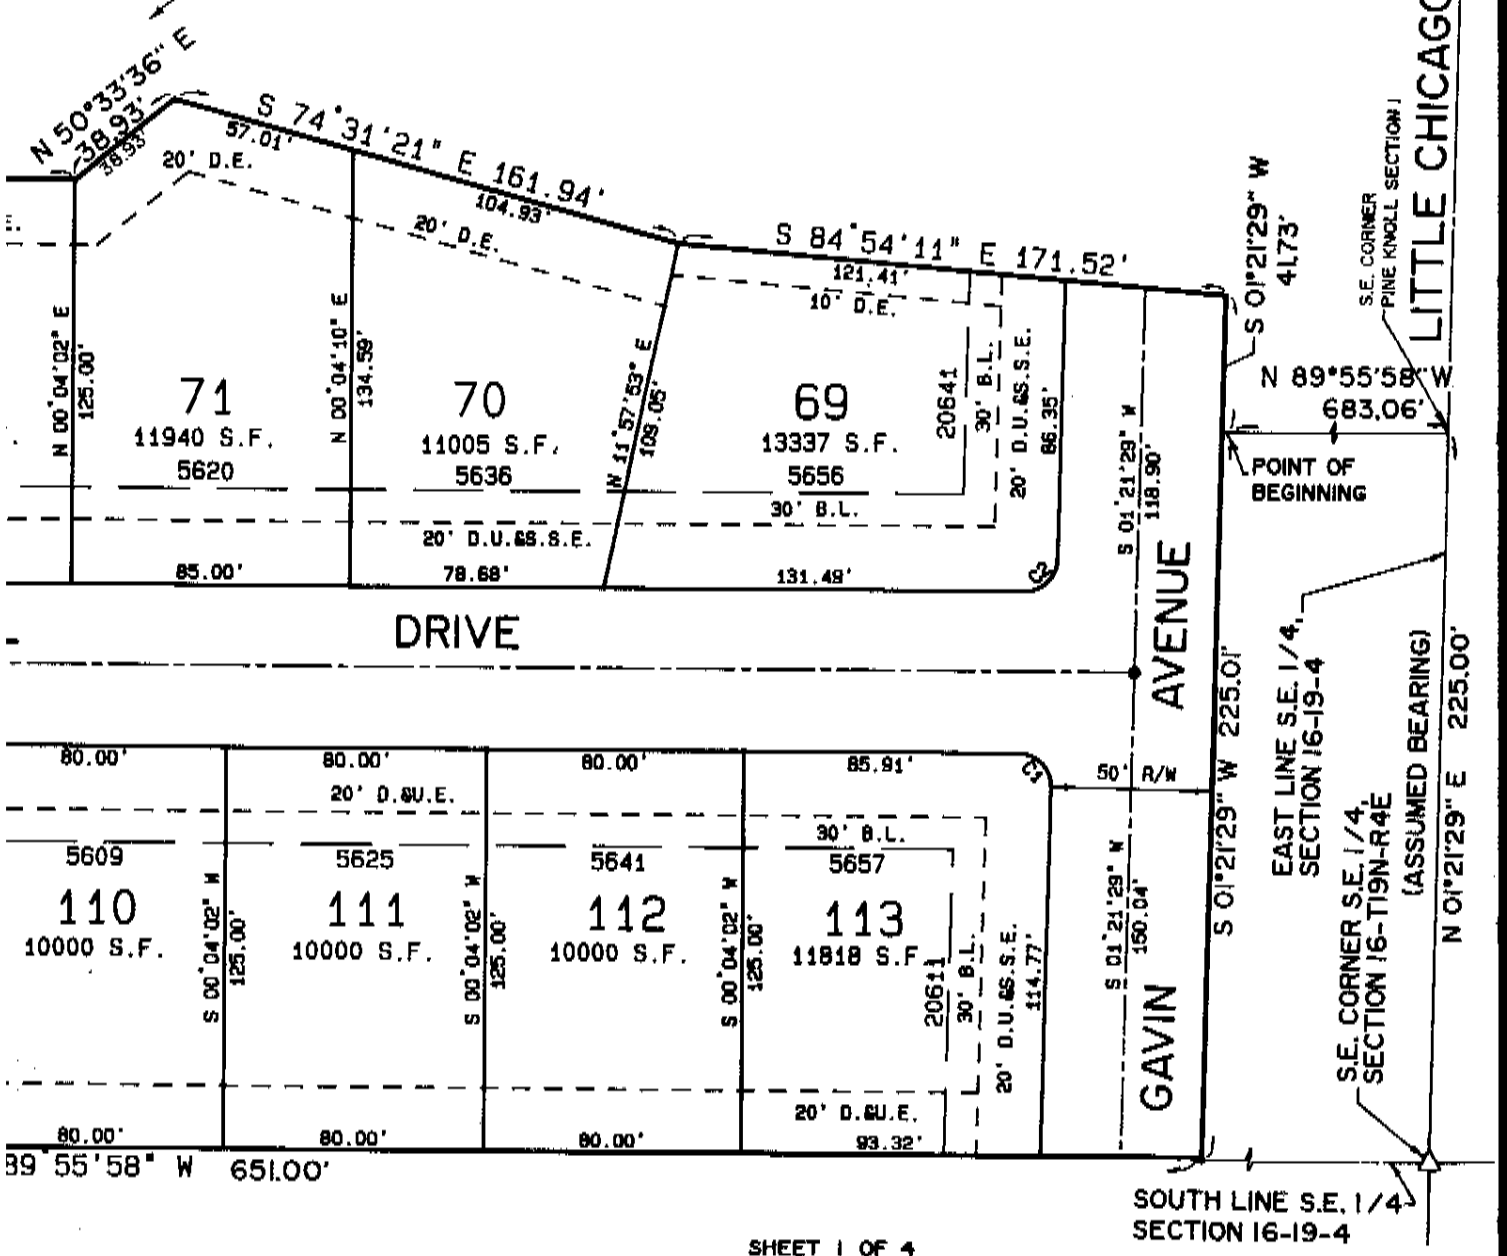 N 50°33'36" E
38.93'
38.93'
S 74°31'21" E 161.94'
57.01'
104.93'
20' D.E.
20' D.E.
S 84°54'11" E 171.52'
121.41'
10' D.E.
S 01°21'29" W
41.73'
S.E. CORNER
PINE KNOLL SECTION I
LITTLE CHICAGO
N 89°55'58" W
683.06'
POINT OF
BEGINNING
E.
N 00°04'02" E
125.00'
71
11940 S.F.
5620
N 00°04'10" E
134.59'
70
11005 S.F.
5636
N 11°57'53" E
109.05'
69
13337 S.F.
5656
20641
30' B.L.
20' D.U.&S.S.E.
86.35'
30' B.L.
20' D.U.&S.S.E.
S 01°21'29" W
118.90'
85.00'
78.68'
131.49'
C2
DRIVE
AVENUE
80.00'
80.00'
80.00'
85.91'
C1
50' R/W
20' D.&U.E.
30' B.L.
5609
5625
5641
5657
110
10000 S.F.
S 00°04'02" W
125.00'
111
10000 S.F.
S 00°04'02" W
125.00'
112
10000 S.F.
S 00°04'02" W
125.00'
113
11818 S.F.
20611
30' B.L.
20' D.U.&S.S.E.
114.77'
S 01°21'29" W
150.04'
GAVIN
S 01°21'29" W 225.01'
EAST LINE S.E. 1/4,
SECTION 16-19-4
S.E. CORNER S.E. 1/4,
SECTION 16-T19N-R4E
(ASSUMED BEARING)
N 01°21'29" E 225.00'
20' D.&U.E.
80.00'
80.00'
80.00'
93.32'
89°55'58" W 651.00'
SOUTH LINE S.E. 1/4
SECTION 16-19-4
SHEET 1 OF 4